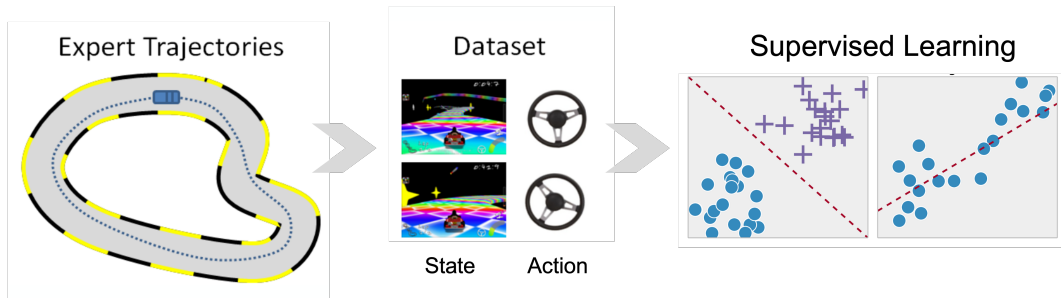 Expert Trajectories
Dataset
Supervised Learning
State
Action